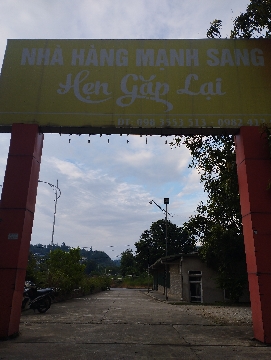 NHÀ HÀNG MẠNH SANG
Hẹn Gặp Lại